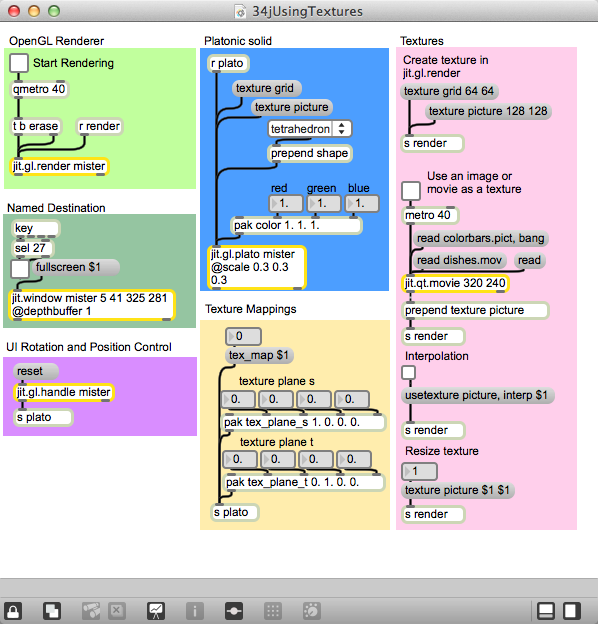 34jUsingTextures
OpenGL Renderer
Start Rendering
qmetro 40
t b erase
r render
jit.gl.render mister
Named Destination
key
sel 27
fullscreen $1
jit.window mister 5 41 325 281
@depthbuffer 1
UI Rotation and Position Control
reset
jit.gl.handle mister
s plato
Platonic solid
r plato
texture grid
texture picture
tetrahedron
prepend shape
red
green
blue
1.
1.
1.
pak color 1. 1. 1.
jit.gl.plato mister
@scale 0.3 0.3
0.3
Texture Mappings
0
tex_map $1
texture plane s
0.
0.
0.
0.
pak tex_plane_s 1. 0. 0. 0.
texture plane t
0.
0.
0.
0.
pak tex_plane_t 0. 1. 0. 0.
s plato
Textures
Create texture in
jit.gl.render
texture grid 64 64
texture picture 128 128
s render
Use an image or
movie as a texture
metro 40
read colorbars.pict, bang
read dishes.mov
read
jit.qt.movie 320 240
prepend texture picture
s render
Interpolation
usetexture picture, interp $1
s render
Resize texture
1
texture picture $1 $1
s render